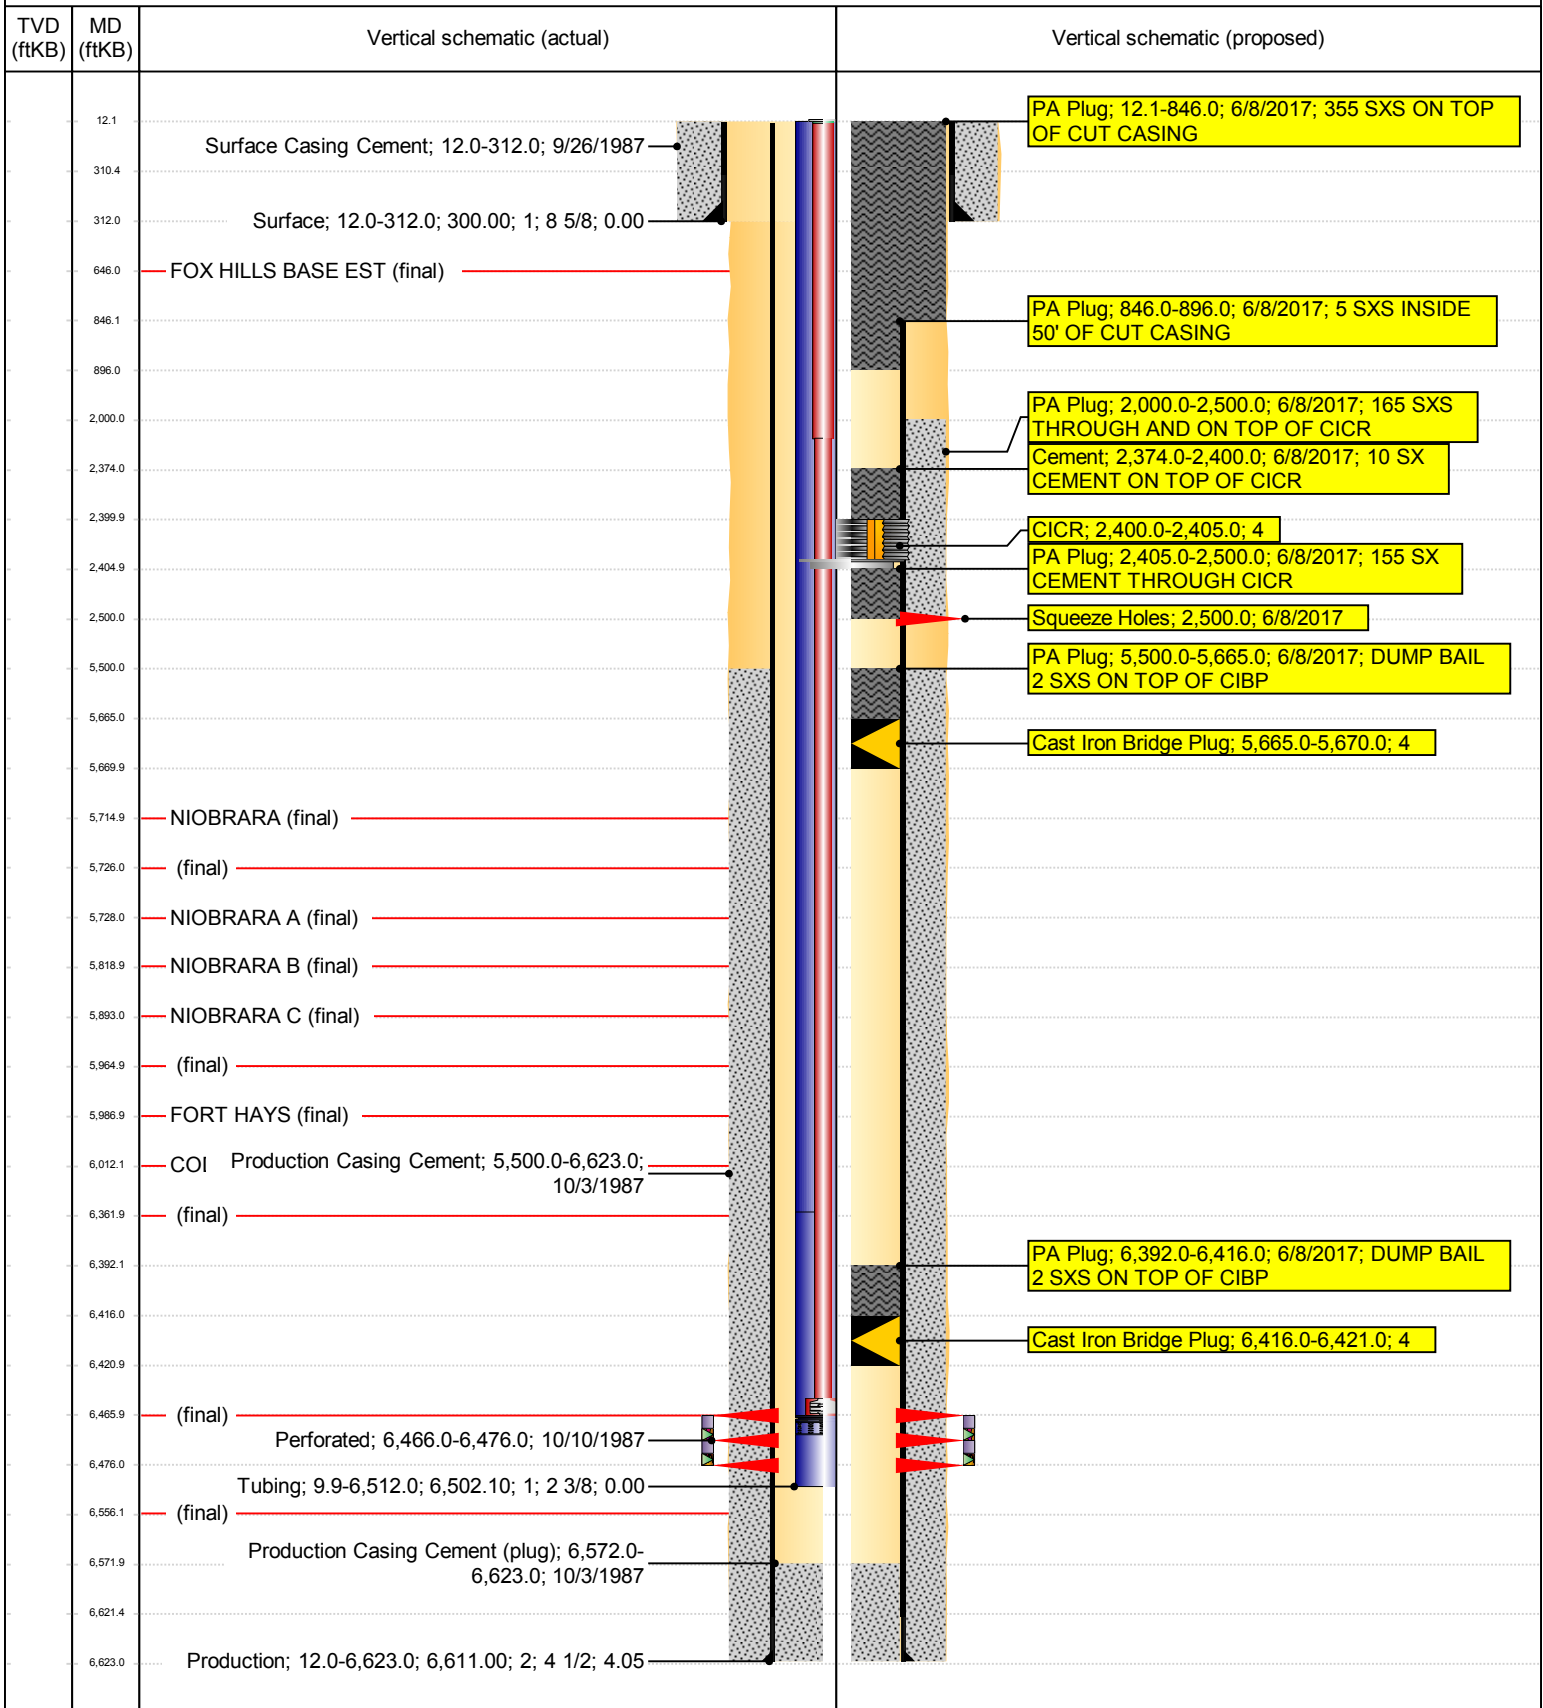 TVD (ftKB)
MD (ftKB)
Vertical schematic (actual)
Vertical schematic (proposed)
12.1
310.4
312.0
646.0
846.1
896.0
2,000.0
2,374.0
2,399.9
2,404.9
2,500.0
5,500.0
5,665.0
5,669.9
5,714.9
5,726.0
5,728.0
5,818.9
5,893.0
5,964.9
5,986.9
6,012.1
6,361.9
6,392.1
6,416.0
6,420.9
6,465.9
6,476.0
6,556.1
6,571.9
6,621.4
6,623.0
Surface Casing Cement; 12.0-312.0; 9/26/1987
Surface; 12.0-312.0; 300.00; 1; 8 5/8; 0.00
FOX HILLS BASE EST (final)
NIOBRARA (final)
(final)
NIOBRARA A (final)
NIOBRARA B (final)
NIOBRARA C (final)
(final)
FORT HAYS (final)
Production Casing Cement; 5,500.0-6,623.0;
10/3/1987
(final)
(final)
Perforated; 6,466.0-6,476.0; 10/10/1987
Tubing; 9.9-6,512.0; 6,502.10; 1; 2 3/8; 0.00
(final)
Production Casing Cement (plug); 6,572.0-
6,623.0; 10/3/1987
Production; 12.0-6,623.0; 6,611.00; 2; 4 1/2; 4.05
PA Plug; 12.1-846.0; 6/8/2017; 355 SXS ON TOP
OF CUT CASING
PA Plug; 846.0-896.0; 6/8/2017; 5 SXS INSIDE
50' OF CUT CASING
PA Plug; 2,000.0-2,500.0; 6/8/2017; 165 SXS
THROUGH AND ON TOP OF CICR
Cement; 2,374.0-2,400.0; 6/8/2017; 10 SX
CEMENT ON TOP OF CICR
CICR; 2,400.0-2,405.0; 4
PA Plug; 2,405.0-2,500.0; 6/8/2017; 155 SX
CEMENT THROUGH CICR
Squeeze Holes; 2,500.0; 6/8/2017
PA Plug; 5,500.0-5,665.0; 6/8/2017; DUMP BAIL
2 SXS ON TOP OF CIBP
Cast Iron Bridge Plug; 5,665.0-5,670.0; 4
PA Plug; 6,392.0-6,416.0; 6/8/2017; DUMP BAIL
2 SXS ON TOP OF CIBP
Cast Iron Bridge Plug; 6,416.0-6,421.0; 4